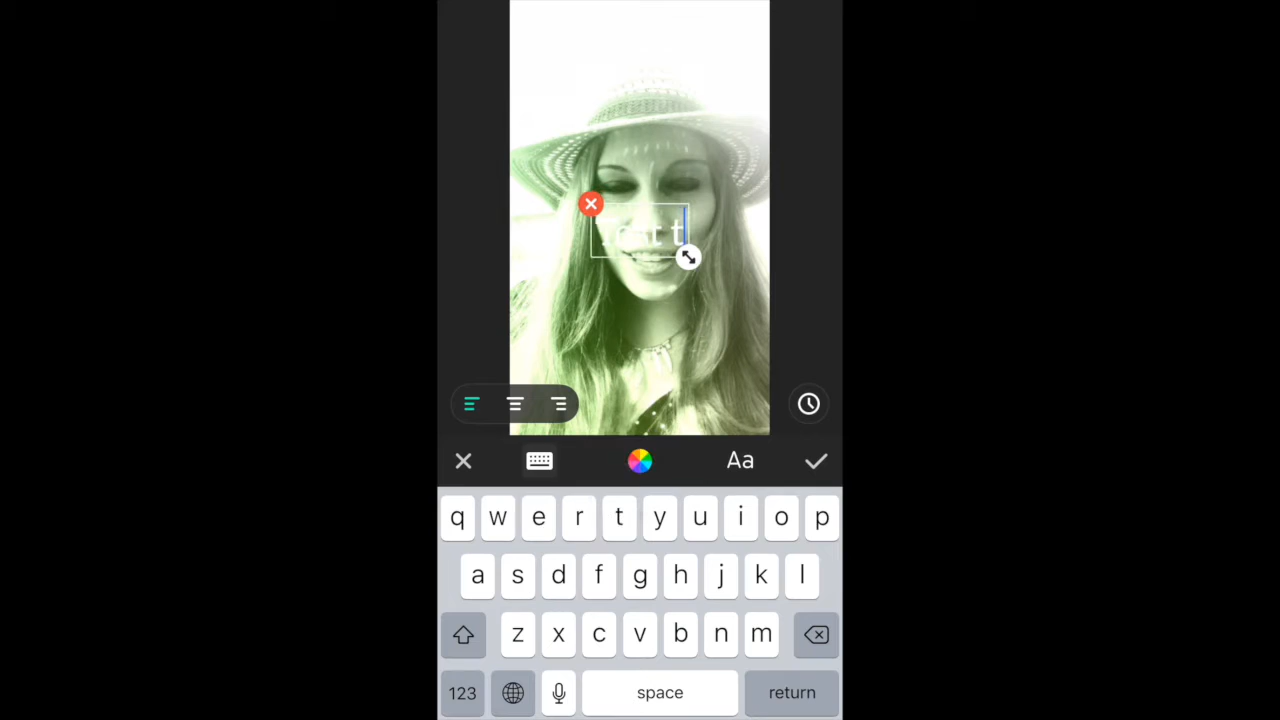 Aa
q w e r t y u i o p
a s d f g h j k l
z x c v b n m
123 space return